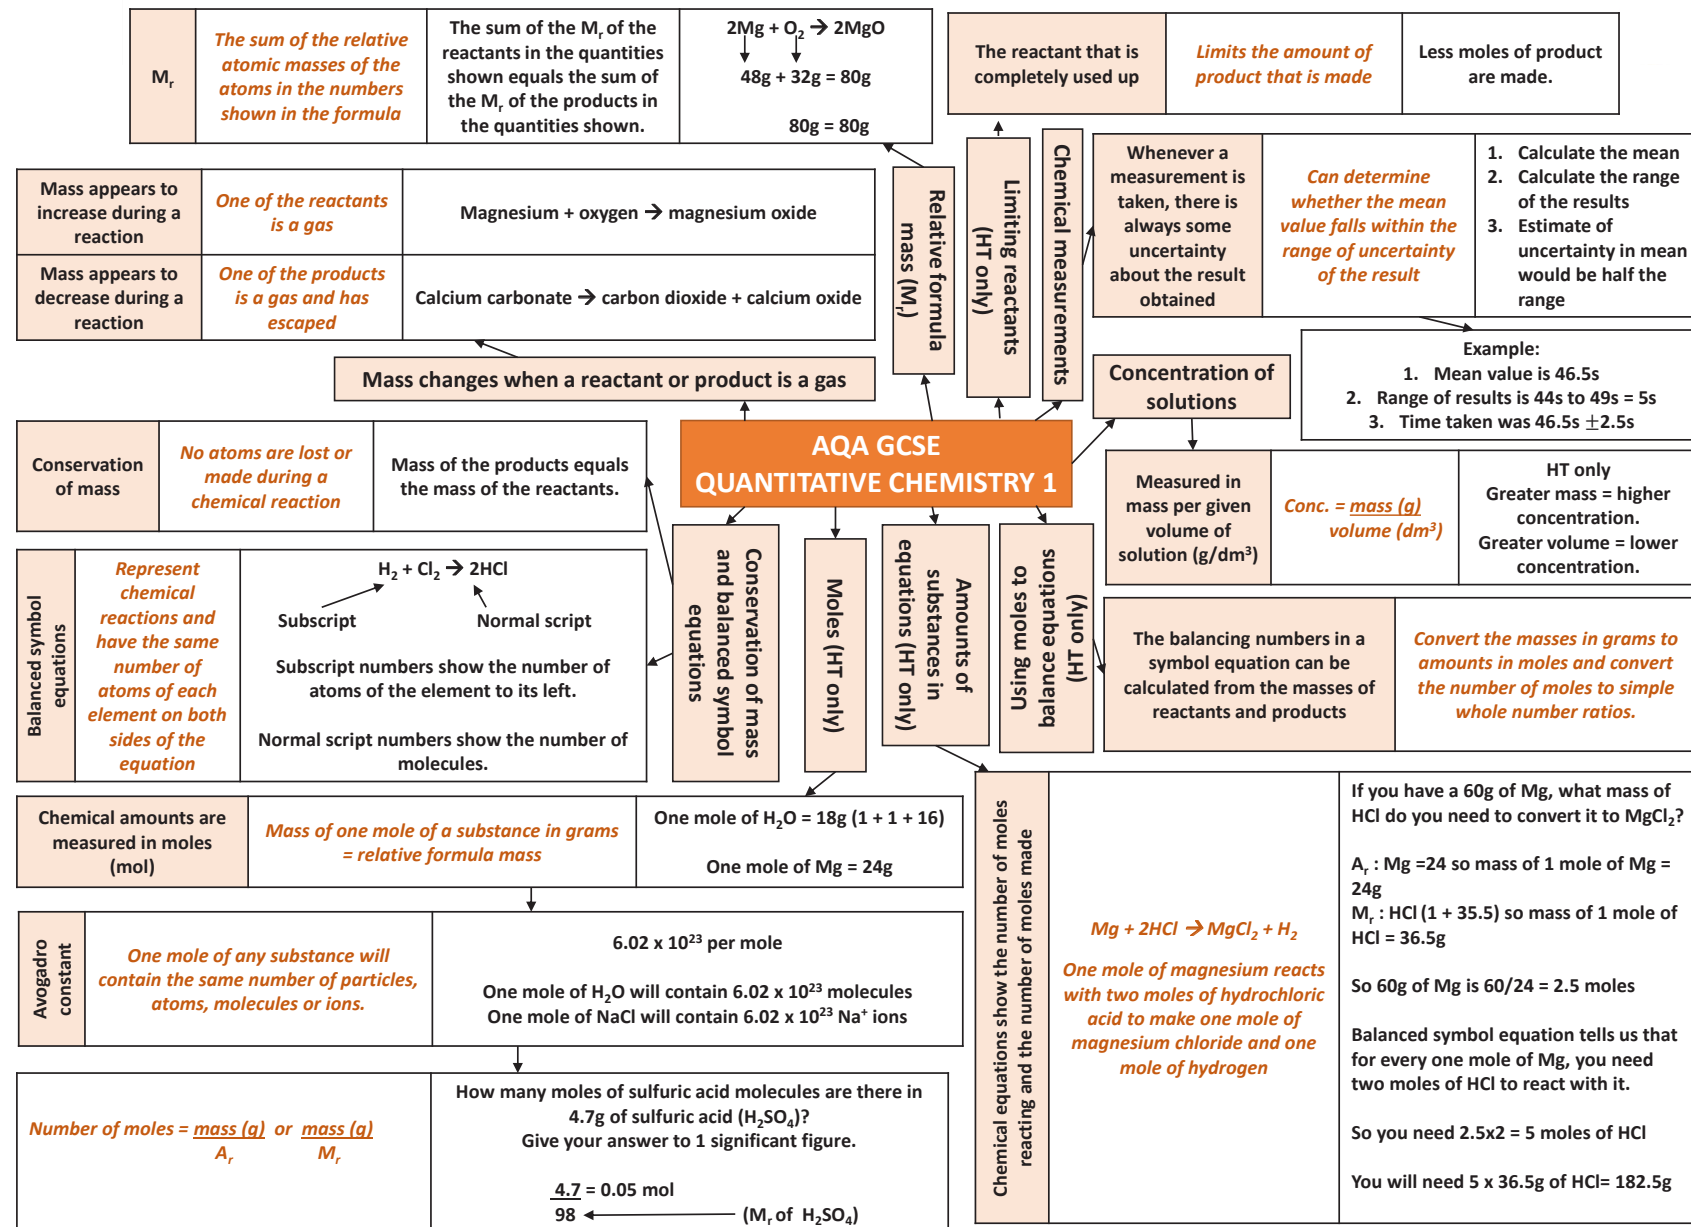 M_r
The sum of the relative
atomic masses of the
atoms in the numbers
shown in the formula
The sum of the M_r of the
reactants in the quantities
shown equals the sum of
the M_r of the products in
the quantities shown.
2Mg + O₂ → 2MgO
48g + 32g = 80g
80g = 80g
The reactant that is
completely used up
Limits the amount of
product that is made
Less moles of product
are made.
Mass appears to
increase during a
reaction
One of the reactants
is a gas
Magnesium + oxygen → magnesium oxide
Mass appears to
decrease during a
reaction
One of the products
is a gas and has
escaped
Calcium carbonate → carbon dioxide + calcium oxide
Mass changes when a reactant or product is a gas
Relative formula
mass (M_r)
Limiting reactants
(HT only)
Chemical measurements
Whenever a
measurement is
taken, there is
always some
uncertainty
about the result
obtained
Can determine
whether the mean
value falls within the
range of uncertainty
of the result
1. Calculate the mean
2. Calculate the range
of the results
3. Estimate of
uncertainty in mean
would be half the
range
Example:
1. Mean value is 46.5s
2. Range of results is 44s to 49s = 5s
3. Time taken was 46.5s ±2.5s
Concentration of
solutions
AQA GCSE
QUANTITATIVE CHEMISTRY 1
Conservation
of mass
No atoms are lost or
made during a
chemical reaction
Mass of the products equals
the mass of the reactants.
Measured in
mass per given
volume of
solution (g/dm³)
Conc. = mass (g)
volume (dm³)
HT only
Greater mass = higher
concentration.
Greater volume = lower
concentration.
Balanced symbol
equations
Represent
chemical
reactions and
have the same
number of
atoms of each
element on both
sides of the
equation
H₂ + Cl₂ → 2HCl
Subscript
Normal script
Subscript numbers show the number of
atoms of the element to its left.
Normal script numbers show the number of
molecules.
Conservation of mass
and balanced symbol
equations
Moles (HT only)
Amounts of
substances in
equations (HT only)
Using moles to
balance equations
(HT only)
The balancing numbers in a
symbol equation can be
calculated from the masses of
reactants and products
Convert the masses in grams to
amounts in moles and convert
the number of moles to simple
whole number ratios.
Chemical amounts are
measured in moles
(mol)
Mass of one mole of a substance in grams
= relative formula mass
One mole of H₂O = 18g (1 + 1 + 16)
One mole of Mg = 24g
Avogadro
constant
One mole of any substance will
contain the same number of particles,
atoms, molecules or ions.
6.02 x 10²³ per mole
One mole of H₂O will contain 6.02 x 10²³ molecules
One mole of NaCl will contain 6.02 x 10²³ Na⁺ ions
Number of moles = mass (g) or mass (g)
A_r M_r
How many moles of sulfuric acid molecules are there in
4.7g of sulfuric acid (H₂SO₄)?
Give your answer to 1 significant figure.
4.7 = 0.05 mol
98 (M_r of H₂SO₄)
Chemical equations show the number of moles
reacting and the number of moles made
Mg + 2HCl → MgCl₂ + H₂
One mole of magnesium reacts
with two moles of hydrochloric
acid to make one mole of
magnesium chloride and one
mole of hydrogen
If you have a 60g of Mg, what mass of
HCl do you need to convert it to MgCl₂?
A_r : Mg =24 so mass of 1 mole of Mg =
24g
M_r : HCl (1 + 35.5) so mass of 1 mole of
HCl = 36.5g
So 60g of Mg is 60/24 = 2.5 moles
Balanced symbol equation tells us that
for every one mole of Mg, you need
two moles of HCl to react with it.
So you need 2.5x2 = 5 moles of HCl
You will need 5 x 36.5g of HCl= 182.5g